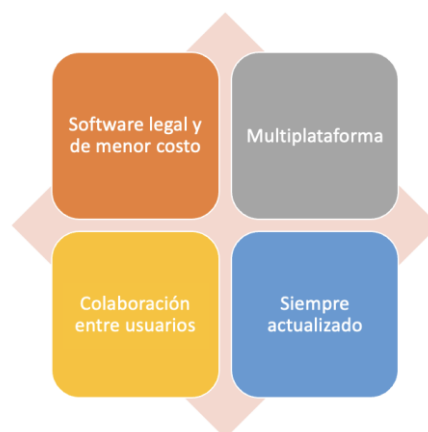 Software legal y
de menor costo
Multiplataforma
Colaboración
entre usuarios
Siempre
actualizado